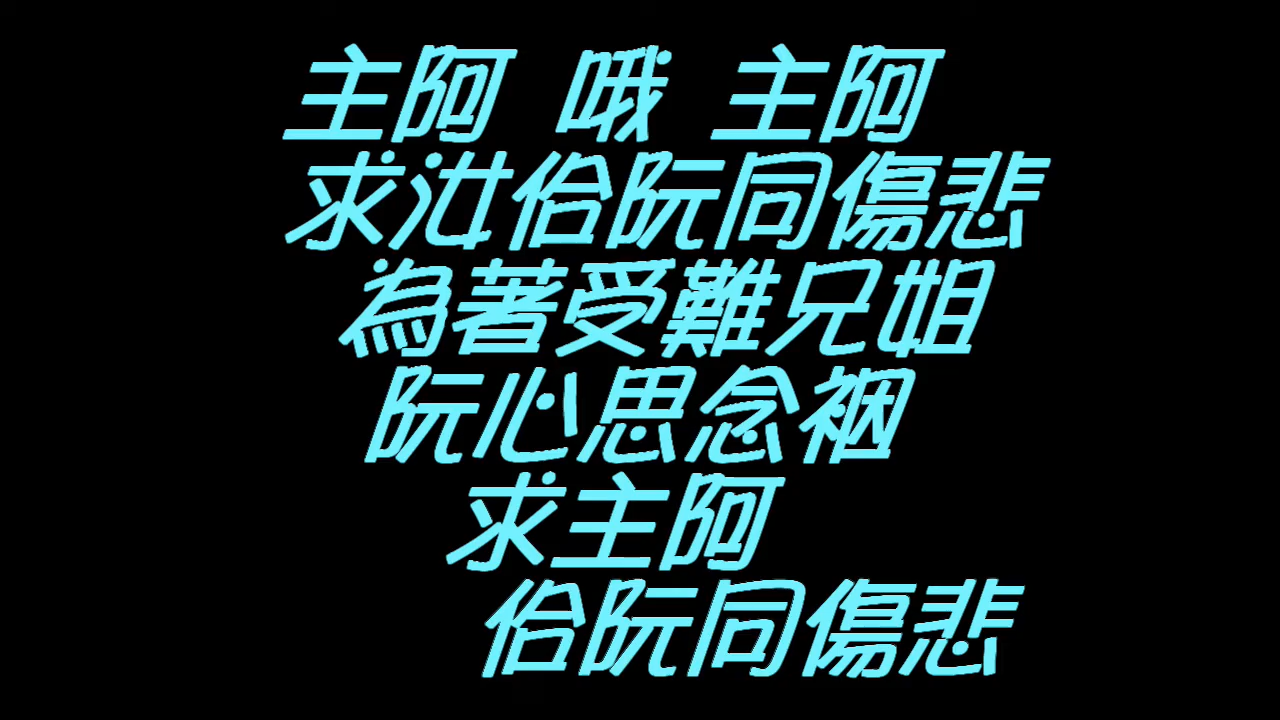 主阿 哦 主阿
求汝佮阮同傷悲
為著受難兄姐
阮心思念裀
求主阿
佮阮同傷悲